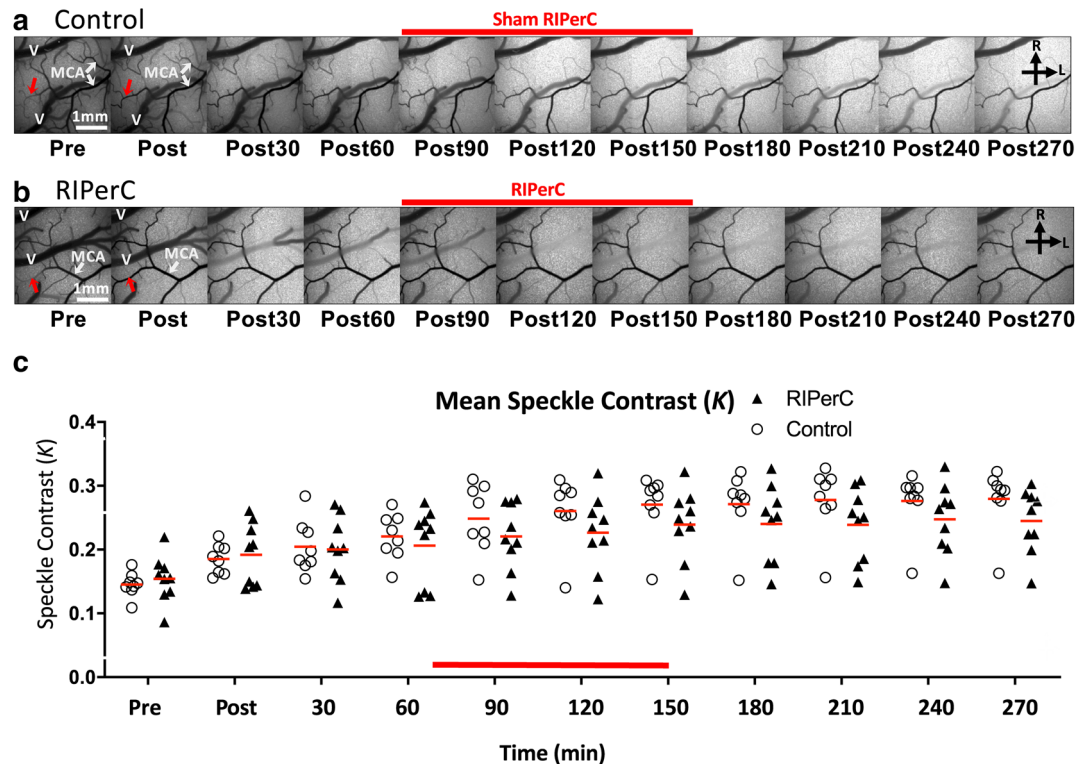 a Control
Sham RIPerC
V V R
MCA MCA
L
V V
1mm
Pre Post Post30 Post60 Post90 Post120 Post150 Post180 Post210 Post240 Post270
b RIPerC
RIPerC
V V R
V V MCA
MCA L
1mm
Pre Post Post30 Post60 Post90 Post120 Post150 Post180 Post210 Post240 Post270
c
Mean Speckle Contrast (K)
RIPerC
Control
Speckle Contrast (K)
0.4
0.3
0.2
0.1
0.0
Pre Post 30 60 90 120 150 180 210 240 270
Time (min)